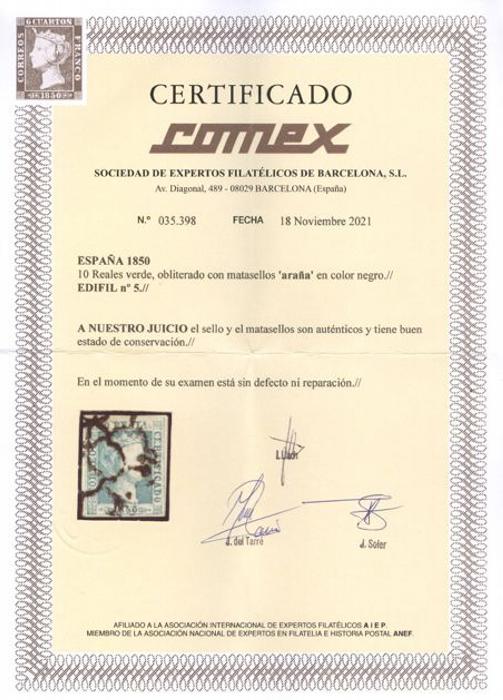 6 CUARTOS
CORREOS
FRANCO
1850
CERTIFICADO
comex
SOCIEDAD DE EXPERTOS FILATÉLICOS DE BARCELONA, S.L.
Av. Diagonal, 489 - 08029 BARCELONA (España)
N.º 035.398 FECHA 18 Noviembre 2021
ESPAÑA 1850
10 Reales verde, obliterado con matasellos 'araña' en color negro.//
EDIFIL nº 5.//
A NUESTRO JUICIO el sello y el matasellos son auténticos y tiene buen
estado de conservación.//
En el momento de su examen está sin defecto ni reparación.//
CERTIFICADO
J. del Tarré
J. Soler
AFILIADO A LA ASOCIACIÓN INTERNACIONAL DE EXPERTOS FILATÉLICOS A I E P.
MIEMBRO DE LA ASOCIACIÓN NACIONAL DE EXPERTOS EN FILATELIA E HISTORIA POSTAL ANEF.